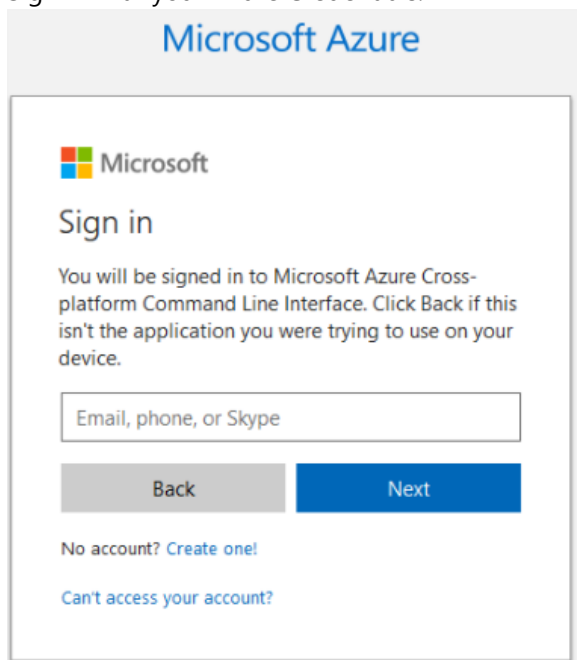 Microsoft Azure
Microsoft
Sign in
You will be signed in to Microsoft Azure Cross-
platform Command Line Interface. Click Back if this
isn't the application you were trying to use on your
device.
Email, phone, or Skype
Back Next
No account? Create one!
Can't access your account?